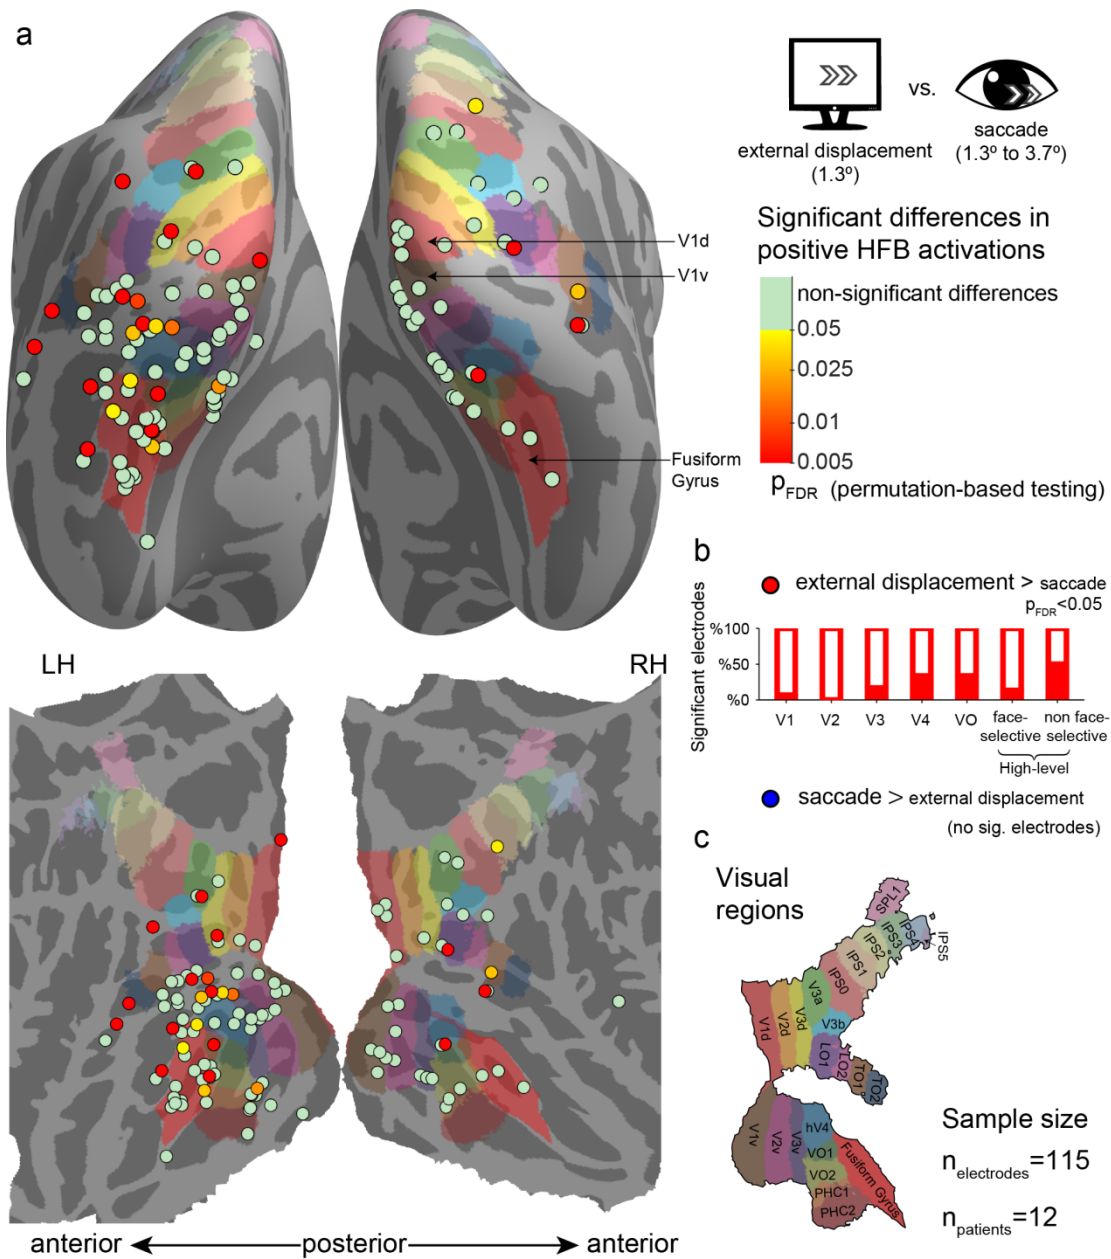 a
vs.
external displacement
(1.3º)
saccade
(1.3º to 3.7º)
Significant differences in
positive HFB activations
non-significant differences
0.05
0.025
0.01
0.005
pFDR (permutation-based testing)
V1d
V1v
Fusiform
Gyrus
LH
RH
anterior
posterior
anterior
b
external displacement > saccade
pFDR<0.05
Significant electrodes
%100
%50
%0
V1
V2
V3
V4
VO
face-
selective
non face-
selective
High-level
saccade > external displacement
(no sig. electrodes)
c
Visual
regions
SPL1
IPS5
IPS4
IPS3
IPS2
IPS1
IPS0
V3a
V3b
V1d
V2d
V3d
LO1
LO2
TO1
TO2
V1v
V2v
V3v
hV4
VO1
VO2
PHC1
PHC2
Fusiform Gyrus
Sample size
nelectrodes=115
npatients=12